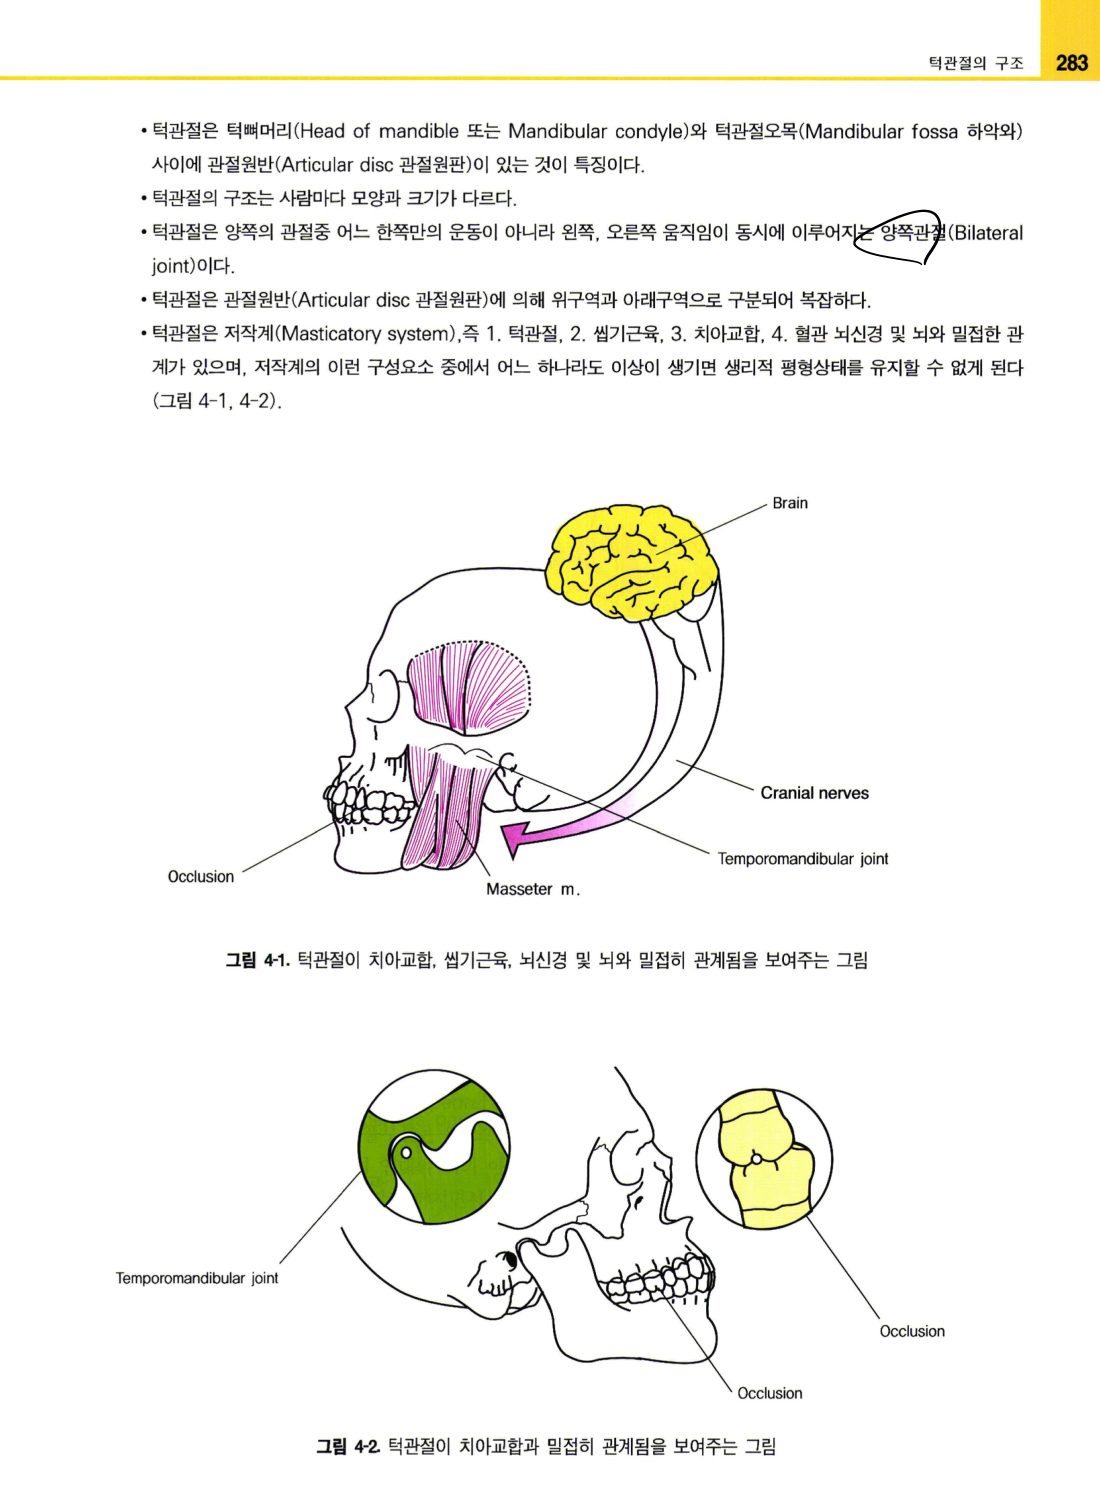 턱관절의 구조 283
• 턱관절은 턱뼈머리(Head of mandible 또는 Mandibular condyle)와 턱관절오목(Mandibular fossa 하악와)
사이에 관절원반(Articular disc 관절원판)이 있는 것이 특징이다.
• 턱관절의 구조는 사람마다 모양과 크기가 다르다.
• 턱관절은 양쪽의 관절중 어느 한쪽만의 운동이 아니라 왼쪽, 오른쪽 움직임이 동시에 이루어지는 양쪽관절(Bilateral
joint)이다.
• 턱관절은 관절원반(Articular disc 관절원판)에 의해 위구역과 아래구역으로 구분되어 복잡하다.
• 턱관절은 저작계(Masticatory system),즉 1. 턱관절, 2. 씹기근육, 3. 치아교합, 4. 혈관 뇌신경 및 뇌와 밀접한 관
계가 있으며, 저작계의 이런 구성요소 중에서 어느 하나라도 이상이 생기면 생리적 평형상태를 유지할 수 없게 된다
(그림 4-1, 4-2).
Brain
Cranial nerves
Temporomandibular joint
Occlusion
Masseter m.
그림 4-1. 턱관절이 치아교합, 씹기근육, 뇌신경 및 뇌와 밀접히 관계됨을 보여주는 그림
Temporomandibular joint
Occlusion
Occlusion
그림 4-2. 턱관절이 치아교합과 밀접히 관계됨을 보여주는 그림